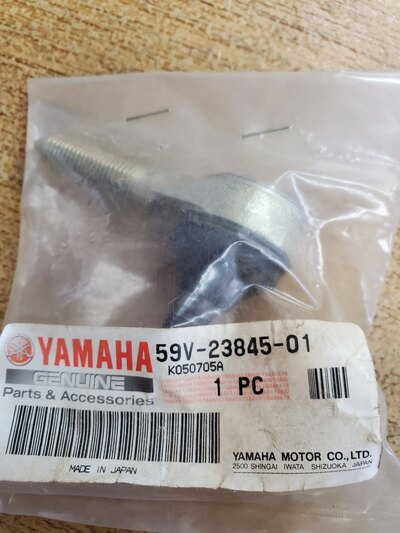 YAMAHA
GENUINE
Parts & Accessories
59V-23845-01
K050705A
1 PC
MADE IN JAPAN
YAMAHA MOTOR CO., LTD.
2500 SHINGAI IWATA SHIZUOKA JAPAN